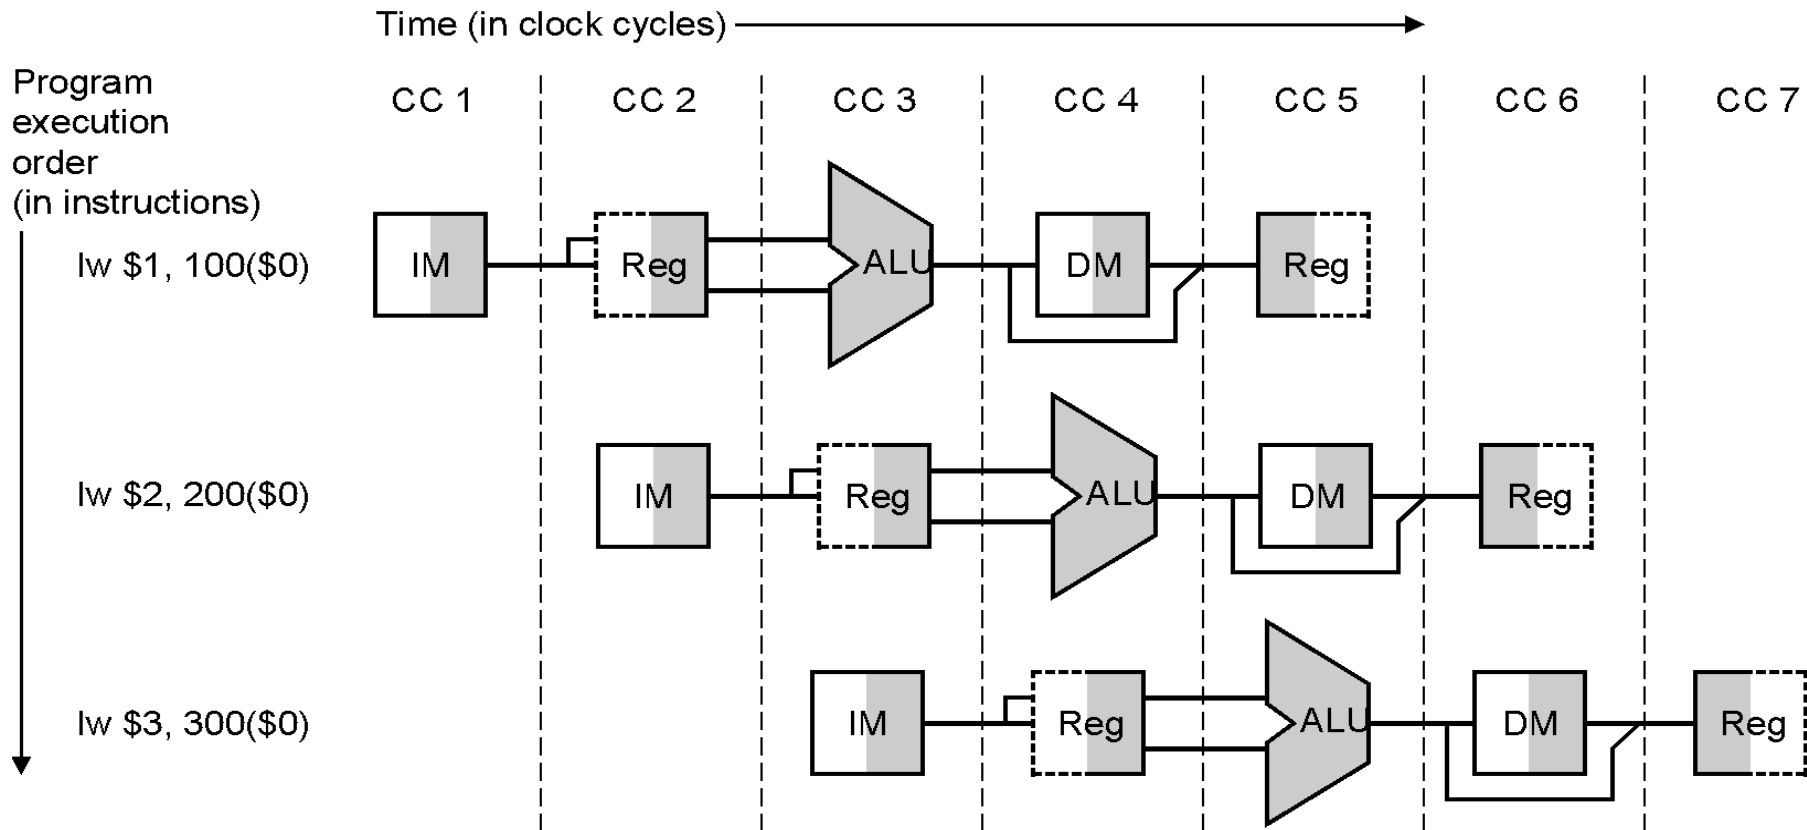 Time (in clock cycles)
Program
execution
order
(in instructions)
CC 1 CC 2 CC 3 CC 4 CC 5 CC 6 CC 7
lw $1, 100($0) IM Reg ALU DM Reg
lw $2, 200($0) IM Reg ALU DM Reg
lw $3, 300($0) IM Reg ALU DM Reg